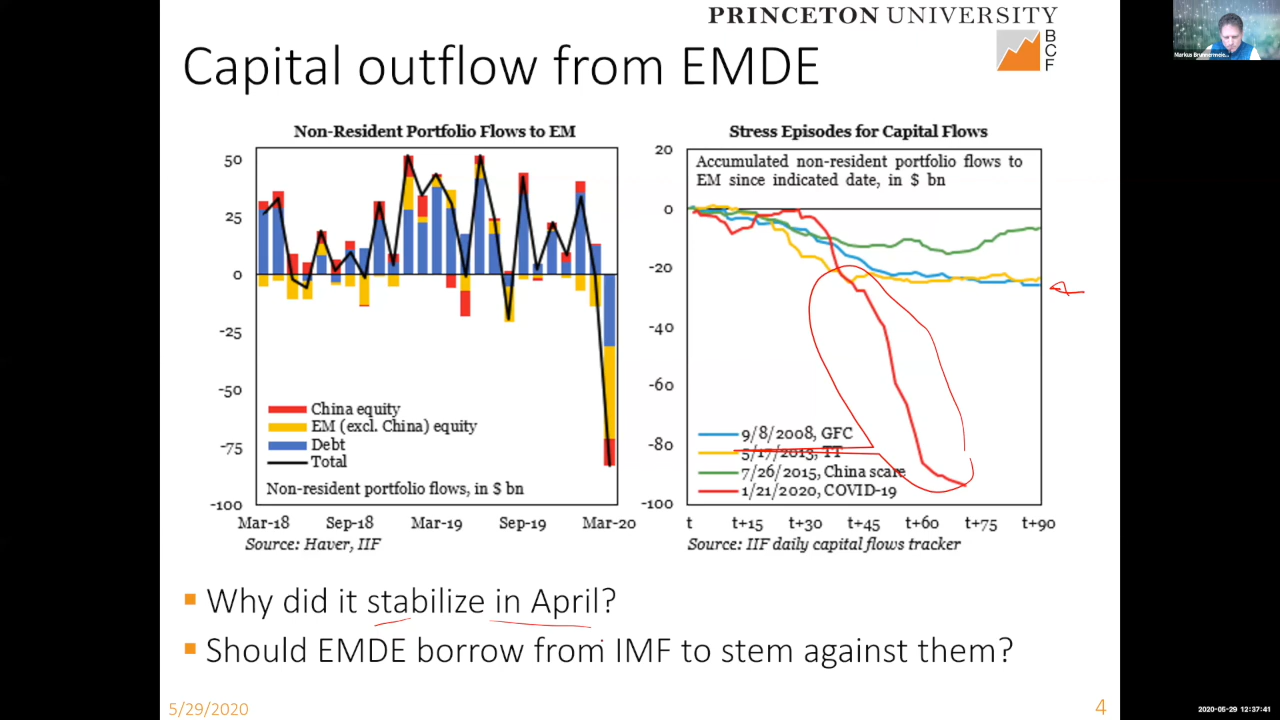 PRINCETON UNIVERSITY
BCF
Markus Brunnermeie...
Capital outflow from EMDE
Non-Resident Portfolio Flows to EM
50
25
0
-25
-50
-75
-100
China equity
EM (excl. China) equity
Debt
Total
Non-resident portfolio flows, in $ bn
Mar-18 Sep-18 Mar-19 Sep-19 Mar-20
Source: Haver, IIF
Stress Episodes for Capital Flows
20
0
-20
-40
-60
-80
-100
Accumulated non-resident portfolio flows to
EM since indicated date, in $ bn
9/8/2008, GFC
5/17/2013, TT
7/26/2015, China scare
1/21/2020, COVID-19
t t+15 t+30 t+45 t+60 t+75 t+90
Source: IIF daily capital flows tracker
Why did it stabilize in April?
Should EMDE borrow from IMF to stem against them?
5/29/2020
4
2020-05-29 12:37:41